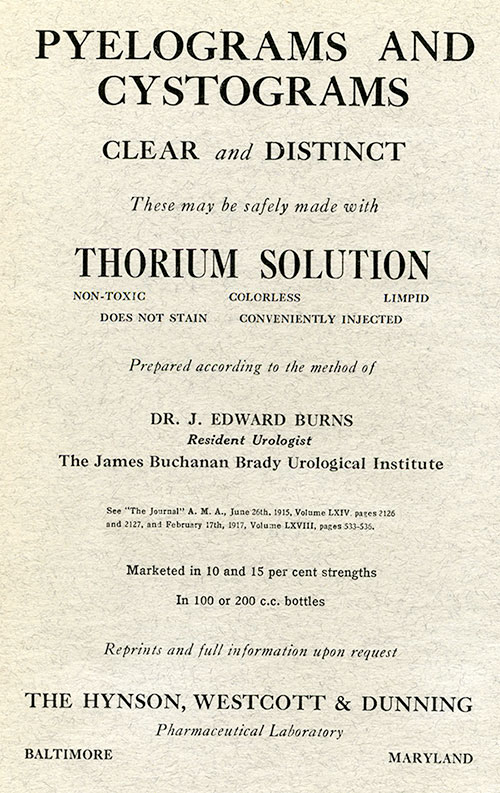 PYELOGRAMS AND
CYSTOGRAMS
CLEAR and DISTINCT
These may be safely made with
THORIUM SOLUTION
NON-TOXIC COLORLESS LIMPID
DOES NOT STAIN CONVENIENTLY INJECTED
Prepared according to the method of
DR. J. EDWARD BURNS
Resident Urologist
The James Buchanan Brady Urological Institute
See "The Journal" A. M. A., June 26th, 1915, Volume LXIV, pages 2126
and 2127, and February 17th, 1917, Volume LXVIII, pages 533-536.
Marketed in 10 and 15 per cent strengths
In 100 or 200 c.c. bottles
Reprints and full information upon request
THE HYNSON, WESTCOTT & DUNNING
Pharmaceutical Laboratory
BALTIMORE MARYLAND